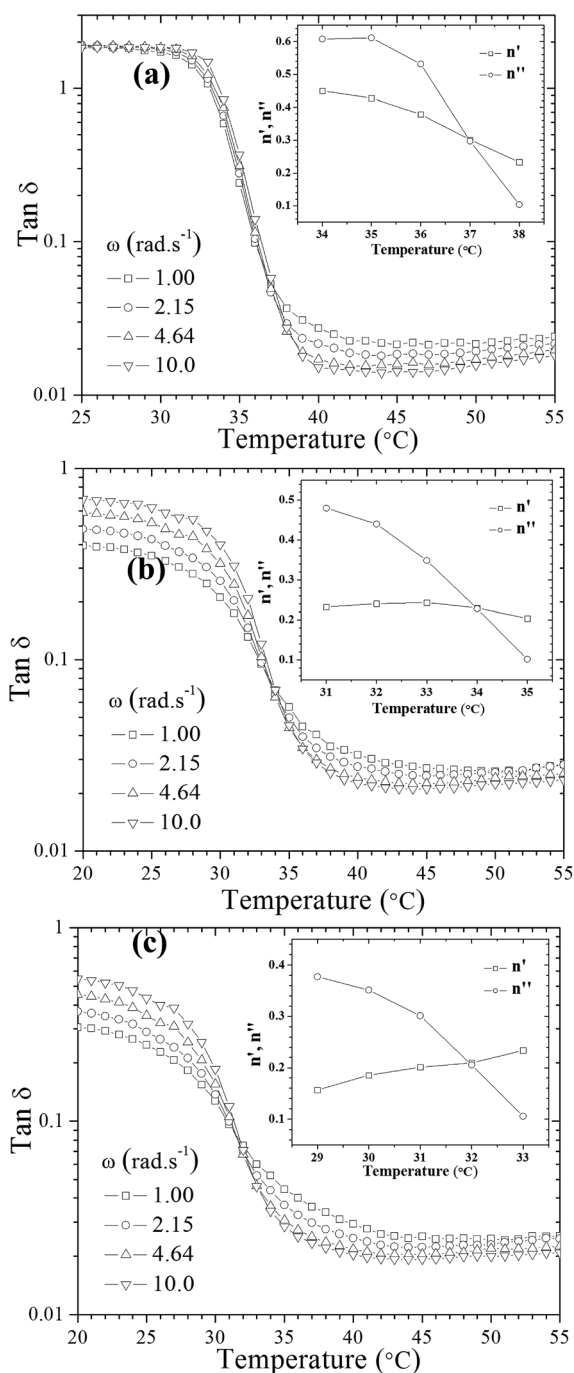 (a)
Tan δ
1
0.1
0.01
ω (rad.s-1)
1.00
2.15
4.64
10.0
25 30 35 40 45 50 55
Temperature (°C)
n', n''
0.6
0.5
0.4
0.3
0.2
0.1
n'
n''
34 35 36 37 38
Temperature (°C)
(b)
Tan δ
1
0.1
0.01
ω (rad.s-1)
1.00
2.15
4.64
10.0
20 25 30 35 40 45 50 55
Temperature (°C)
n', n''
0.5
0.4
0.3
0.2
0.1
n'
n''
31 32 33 34 35
Temperature (°C)
(c)
Tan δ
1
0.1
0.01
ω (rad.s-1)
1.00
2.15
4.64
10.0
20 25 30 35 40 45 50 55
Temperature (°C)
n', n''
0.4
0.3
0.2
0.1
n'
n''
29 30 31 32 33
Temperature (°C)